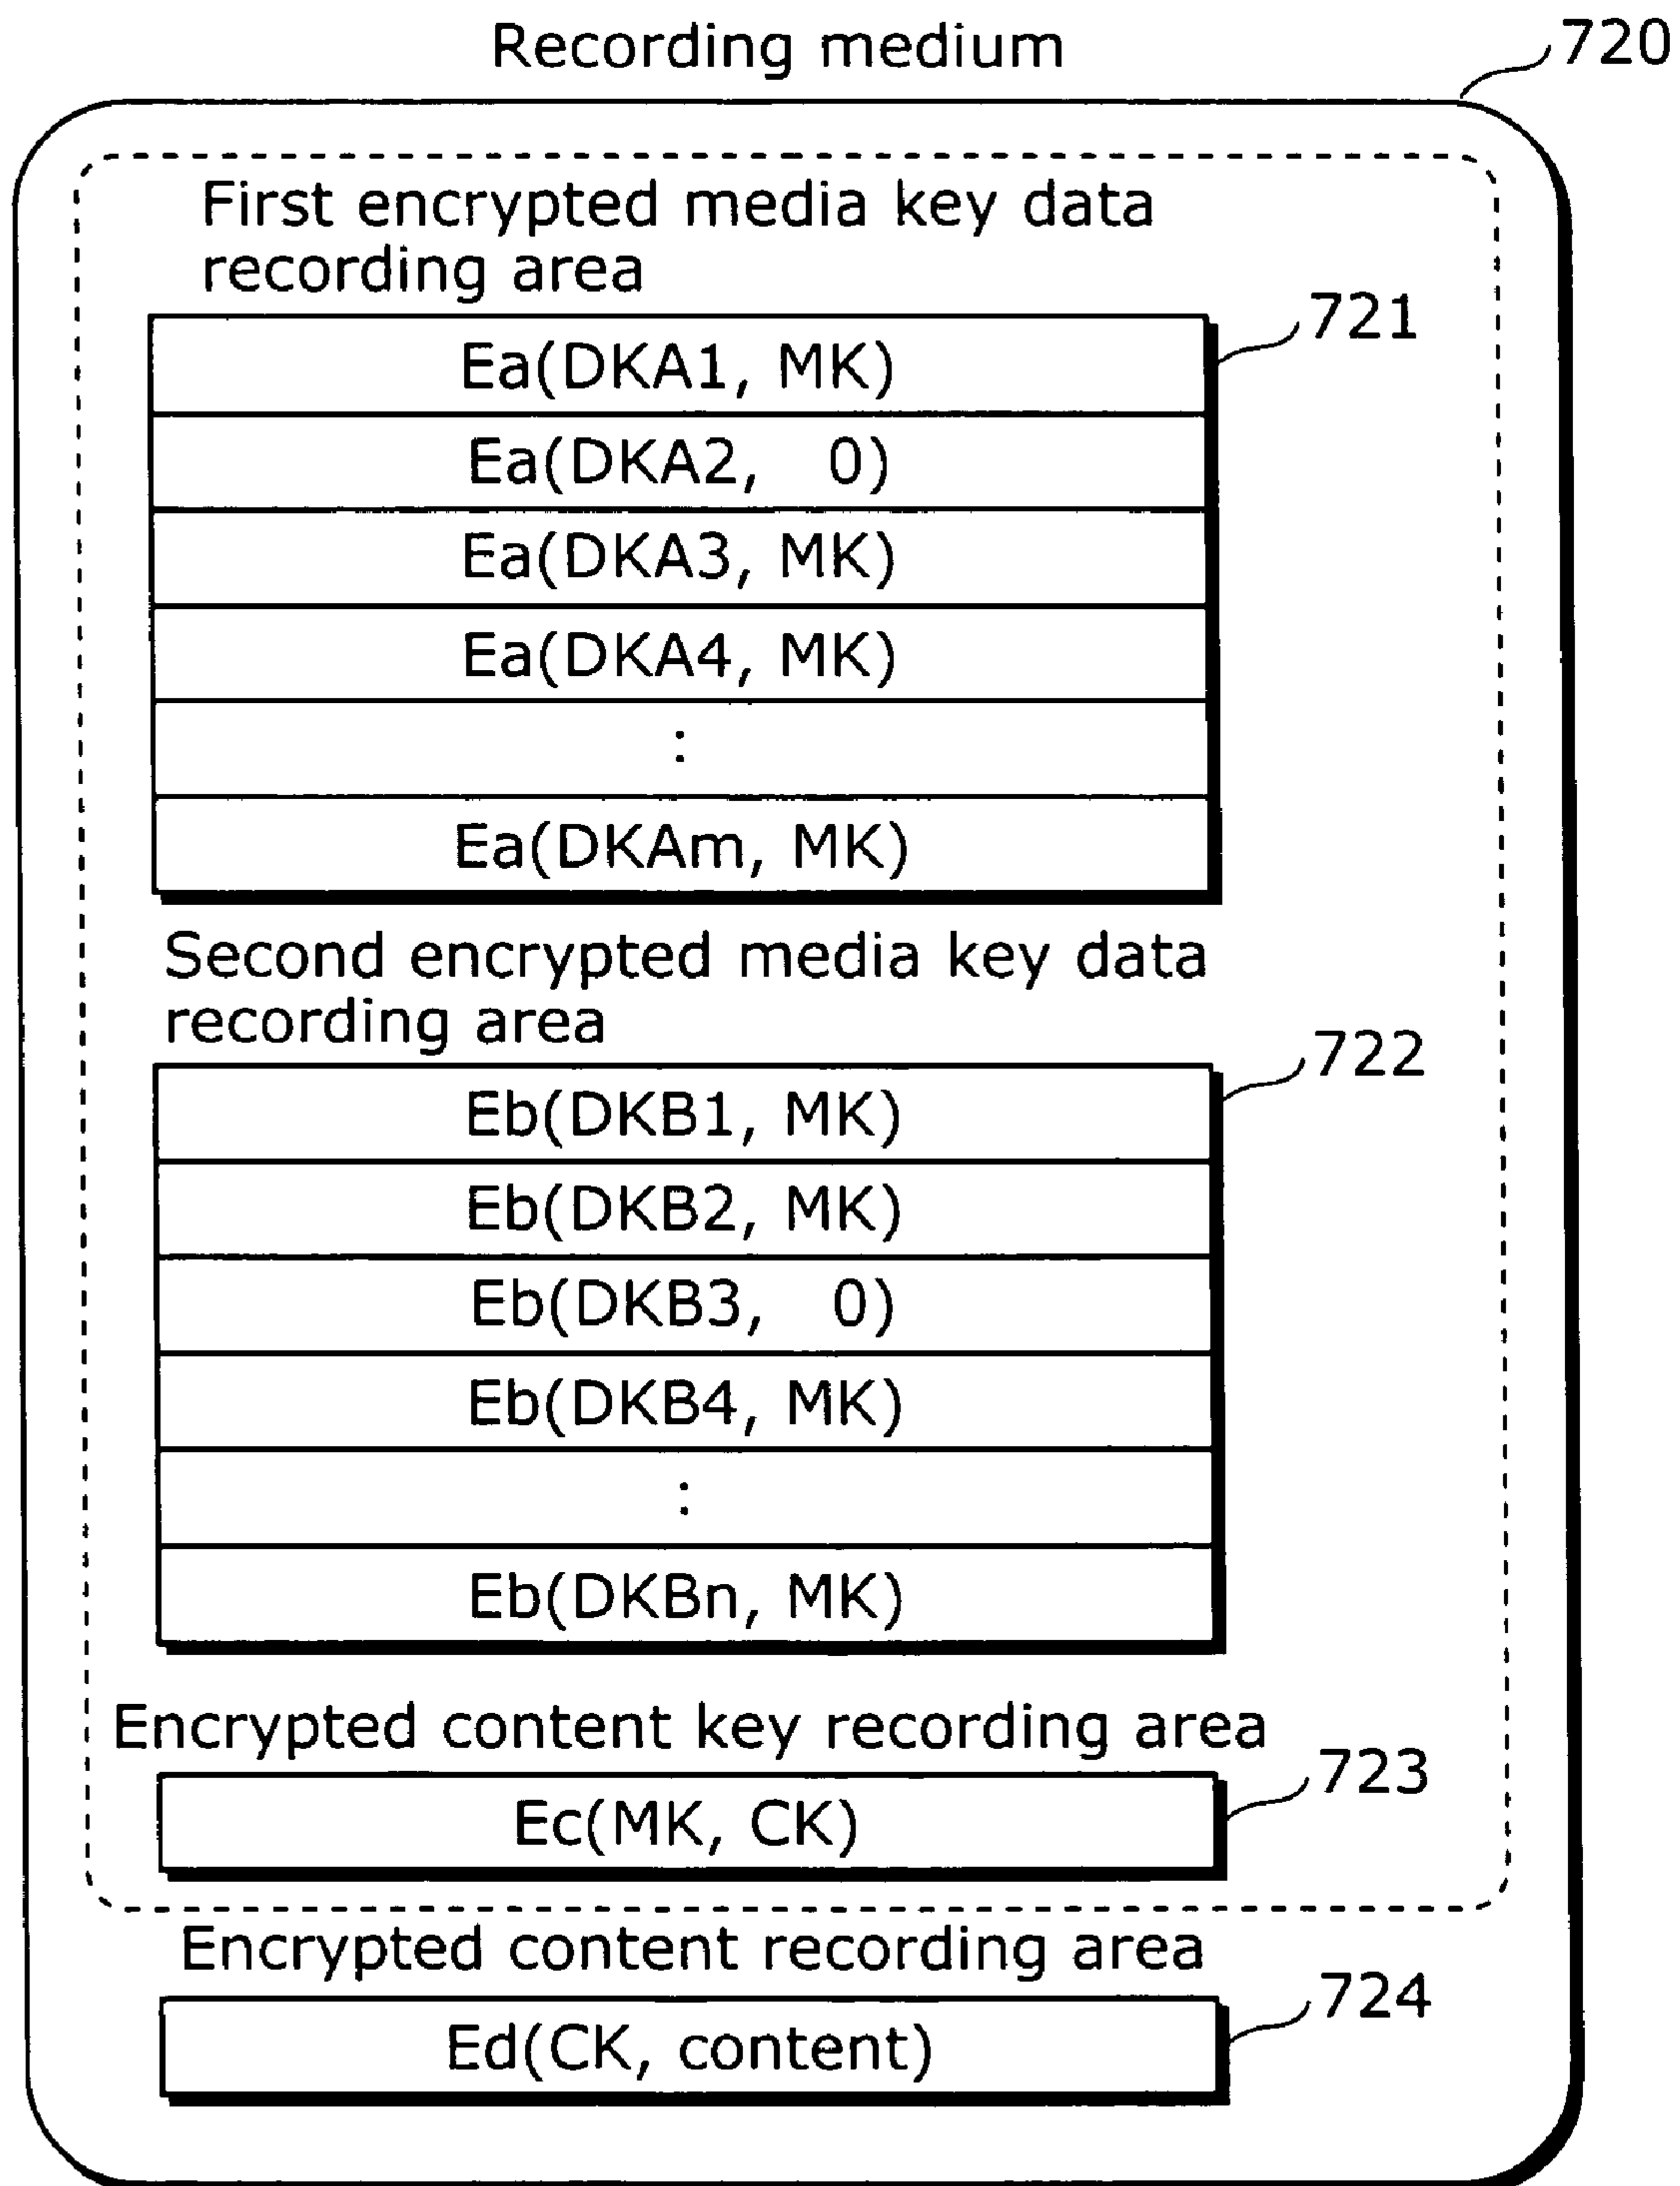 Recording medium
720
First encrypted media key data
recording area
721
Ea(DKA1, MK)
Ea(DKA2, 0)
Ea(DKA3, MK)
Ea(DKA4, MK)
:
Ea(DKAm, MK)
Second encrypted media key data
recording area
722
Eb(DKB1, MK)
Eb(DKB2, MK)
Eb(DKB3, 0)
Eb(DKB4, MK)
:
Eb(DKBn, MK)
Encrypted content key recording area
723
Ec(MK, CK)
Encrypted content recording area
724
Ed(CK, content)